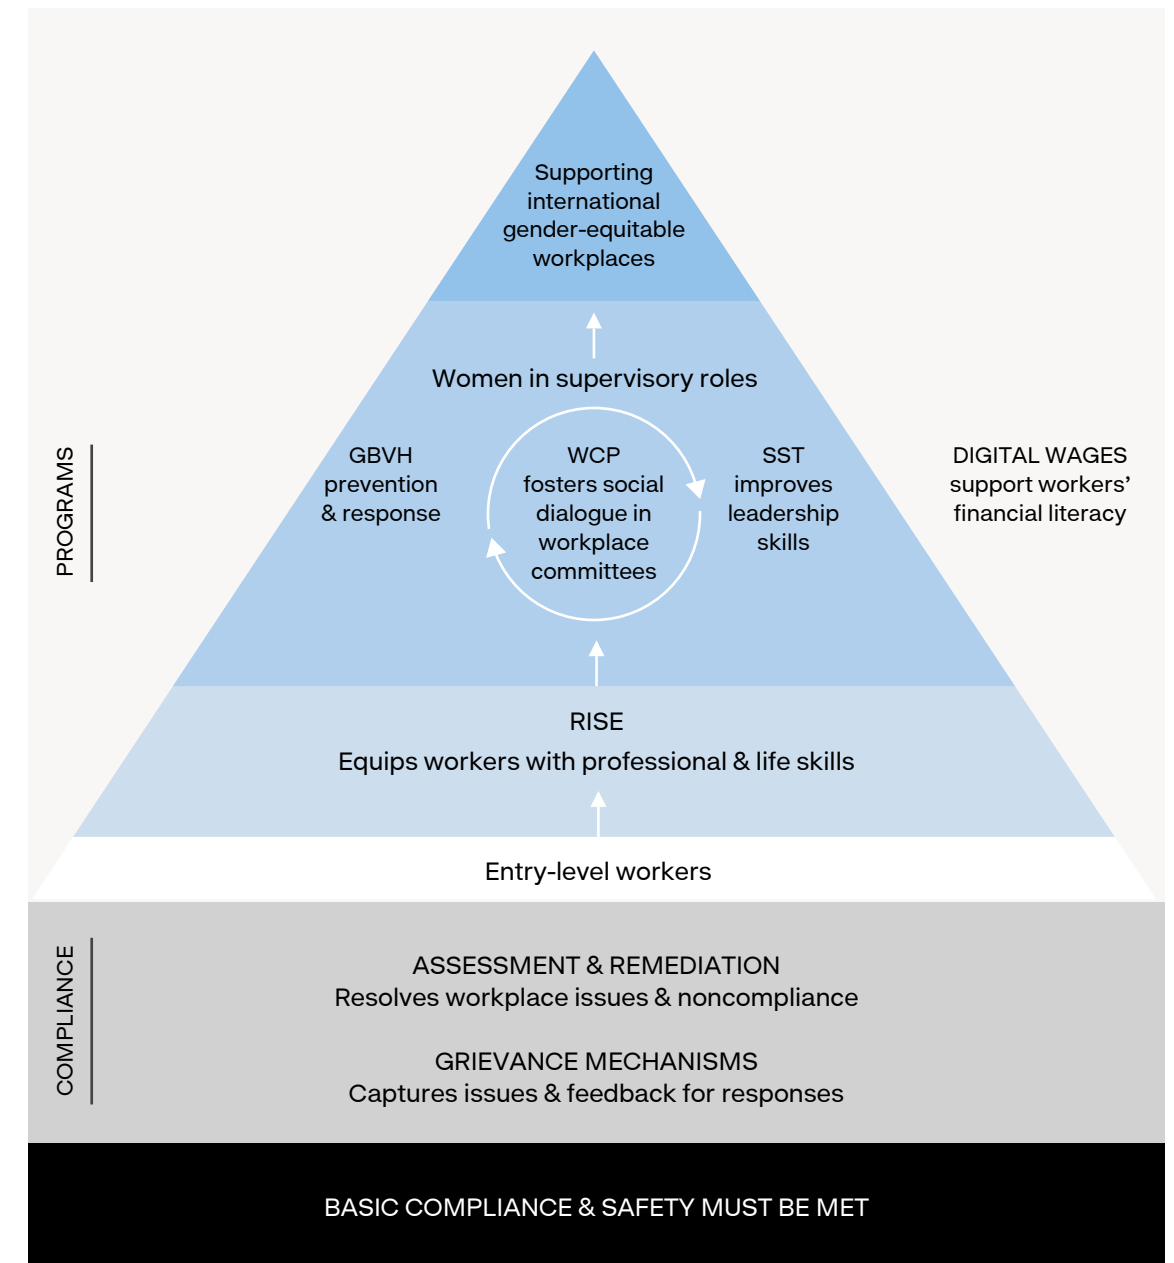 Supporting
international
gender-equitable
workplaces
Women in supervisory roles
PROGRAMS
GBVH
prevention
& response
WCP
fosters social
dialogue in
workplace
committees
SST
improves
leadership
skills
DIGITAL WAGES
support workers’
financial literacy
RISE
Equips workers with professional & life skills
Entry-level workers
COMPLIANCE
ASSESSMENT & REMEDIATION
Resolves workplace issues & noncompliance
GRIEVANCE MECHANISMS
Captures issues & feedback for responses
BASIC COMPLIANCE & SAFETY MUST BE MET